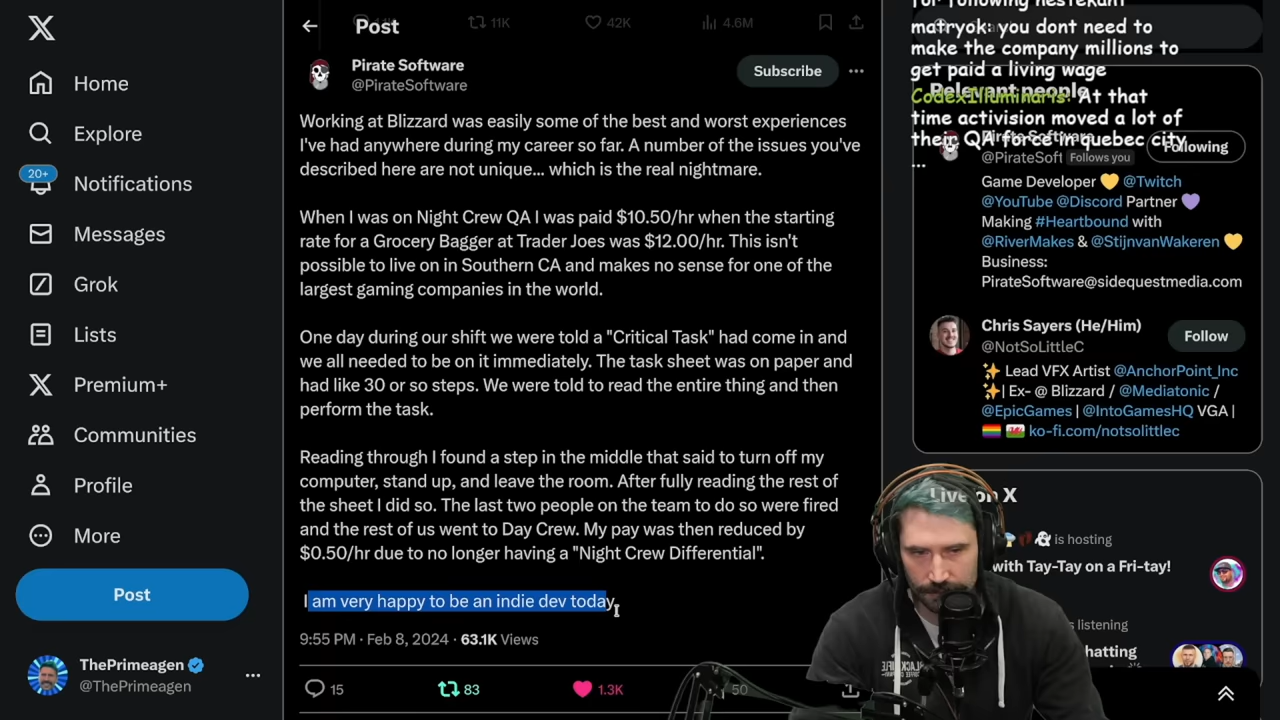 Home
Explore
20+
Notifications
Messages
Grok
Lists
Premium+
Communities
Profile
More
Post
ThePrimeagen
@ThePrimeagen
Post
11K
42K
4.6M
Pirate Software
@PirateSoftware
Subscribe
Working at Blizzard was easily some of the best and worst experiences
I've had anywhere during my career so far. A number of the issues you've
described here are not unique... which is the real nightmare.
When I was on Night Crew QA I was paid $10.50/hr when the starting
rate for a Grocery Bagger at Trader Joes was $12.00/hr. This isn't
possible to live on in Southern CA and makes no sense for one of the
largest gaming companies in the world.
One day during our shift we were told a "Critical Task" had come in and
we all needed to be on it immediately. The task sheet was on paper and
had like 30 or so steps. We were told to read the entire thing and then
perform the task.
Reading through I found a step in the middle that said to turn off my
computer, stand up, and leave the room. After fully reading the rest of
the sheet I did so. The last two people on the team to do so were fired
and the rest of us went to Day Crew. My pay was then reduced by
$0.50/hr due to no longer having a "Night Crew Differential".
I am very happy to be an indie dev today.
9:55 PM · Feb 8, 2024 · 63.1K Views
15
83
1.3K
50
for following
matryok: you dont need to
make the company millions to
get paid a living wage
CodexIlluminaris: At that
time activision moved a lot of
their QA force in quebec city
...
Relevant people
Pirate Software
@PirateSoft
Follows you
Following
Game Developer 💛 @Twitch
@YouTube @Discord Partner 💜
Making #Heartbound with
@RiverMakes & @StijnvanWakeren 💛
Business:
PirateSoftware@sidequestmedia.com
Chris Sayers (He/Him)
@NotSoLittleC
Follow
✨ Lead VFX Artist @AnchorPoint_Inc
✨| Ex- @ Blizzard / @Mediatonic /
@EpicGames | @IntoGamesHQ VGA |
ko-fi.com/notsolittlec
Live on X
is hosting
with Tay-Tay on a Fri-tay!
listening